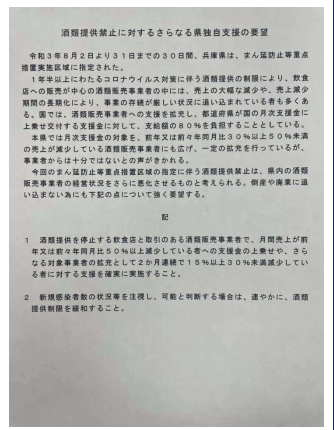 酒類提供禁止に対するさらなる県独自支援の要望
令和３年８月２日より３１日までの３０日間、兵庫県は、まん延防止等重点
措置実施区域に指定された。
１年半以上にわたるコロナウイルス対策に伴う酒類提供の制限により、飲食
店への販売が中心の酒類販売事業者の中には、売上の大幅な減少や、売上減少
期間の長期化により、事業の存続が厳しい状況に追い込まれている者も多くあ
る。国では、酒類販売事業者への支援を拡充し、都道府県が国の月次支援金に
上乗せ交付する支援金に対して、支給額の８０％を負担することとしている。
本県では月次支援金の対象を、前年又は前々年同月比３０％以上５０％未満
の売上が減少している酒類販売事業者にも広げ、一定の拡充を行っているが、
事業者からは十分ではないとの声がきかれる。
今回のまん延防止等重点措置区域の指定に伴う酒類提供禁止は、県内の酒類
販売事業者の経営状況をさらに悪化させるものと考えられる。倒産や廃業に追
い込まない為にも下記の点について強く要望する。
記
１　酒類提供を停止する飲食店と取引のある酒類販売事業者で、月間売上が前
年又は前々年同月比５０％以上減少している者への支援金の上乗せや、さら
なる対象事業者の拡充として２か月連続で１５％以上３０％未満減少してい
る者に対する支援を確実に実施すること。
２　新規感染者数の状況等を注視し、可能と判断する場合は、速やかに、酒類
提供制限を緩和すること。